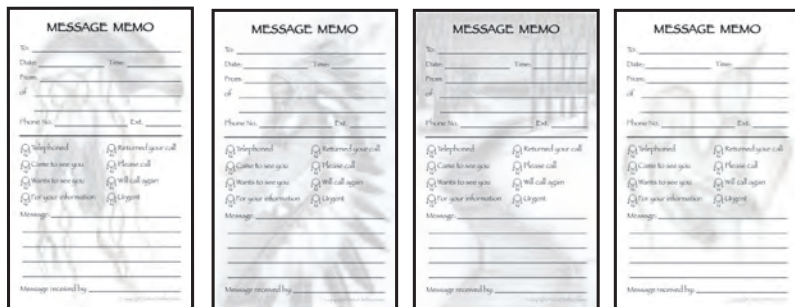 MESSAGE MEMO
To:
Date: Time:
From:
of
Phone No. Ext.
Telephoned Returned your call
Came to see you Please call
Wants to see you Will call again
For your information Urgent
Message:
Message received by:
MESSAGE MEMO
To:
Date: Time:
From:
of
Phone No. Ext.
Telephoned Returned your call
Came to see you Please call
Wants to see you Will call again
For your information Urgent
Message:
Message received by:
MESSAGE MEMO
To:
Date: Time:
From:
of
Phone No. Ext.
Telephoned Returned your call
Came to see you Please call
Wants to see you Will call again
For your information Urgent
Message:
Message received by:
MESSAGE MEMO
To:
Date: Time:
From:
of
Phone No. Ext.
Telephoned Returned your call
Came to see you Please call
Wants to see you Will call again
For your information Urgent
Message:
Message received by: